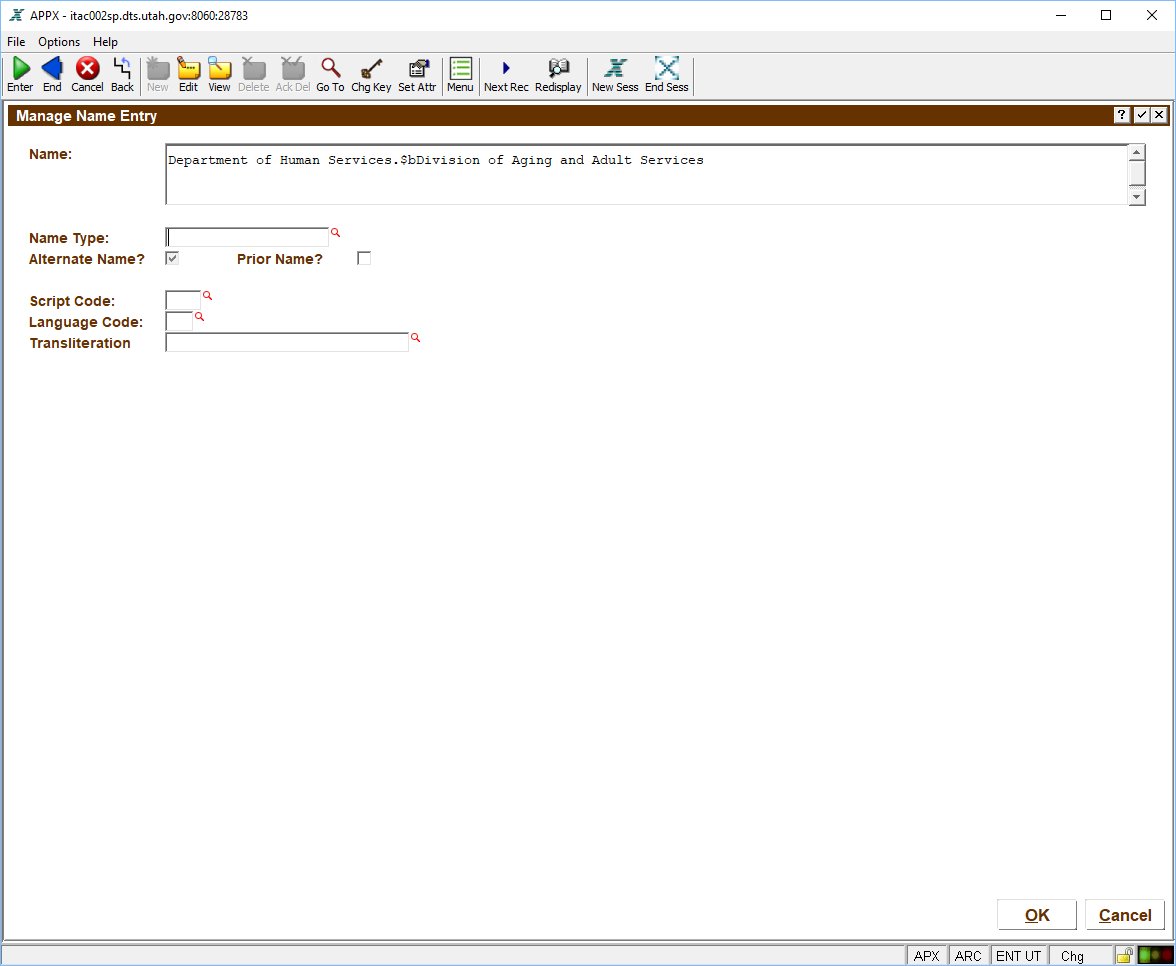 APPX - itac002sp.dts.utah.gov:8060:28783
File Options Help
Enter End Cancel Back New Edit View Delete Ack Del Go To Chg Key Set Attr Menu Next Rec Redisplay New Sess End Sess
Manage Name Entry ?
Name: Department of Human Services.$bDivision of Aging and Adult Services
Name Type:
Alternate Name? Prior Name?
Script Code:
Language Code:
Transliteration
OK Cancel
APX ARC ENT UT Chg